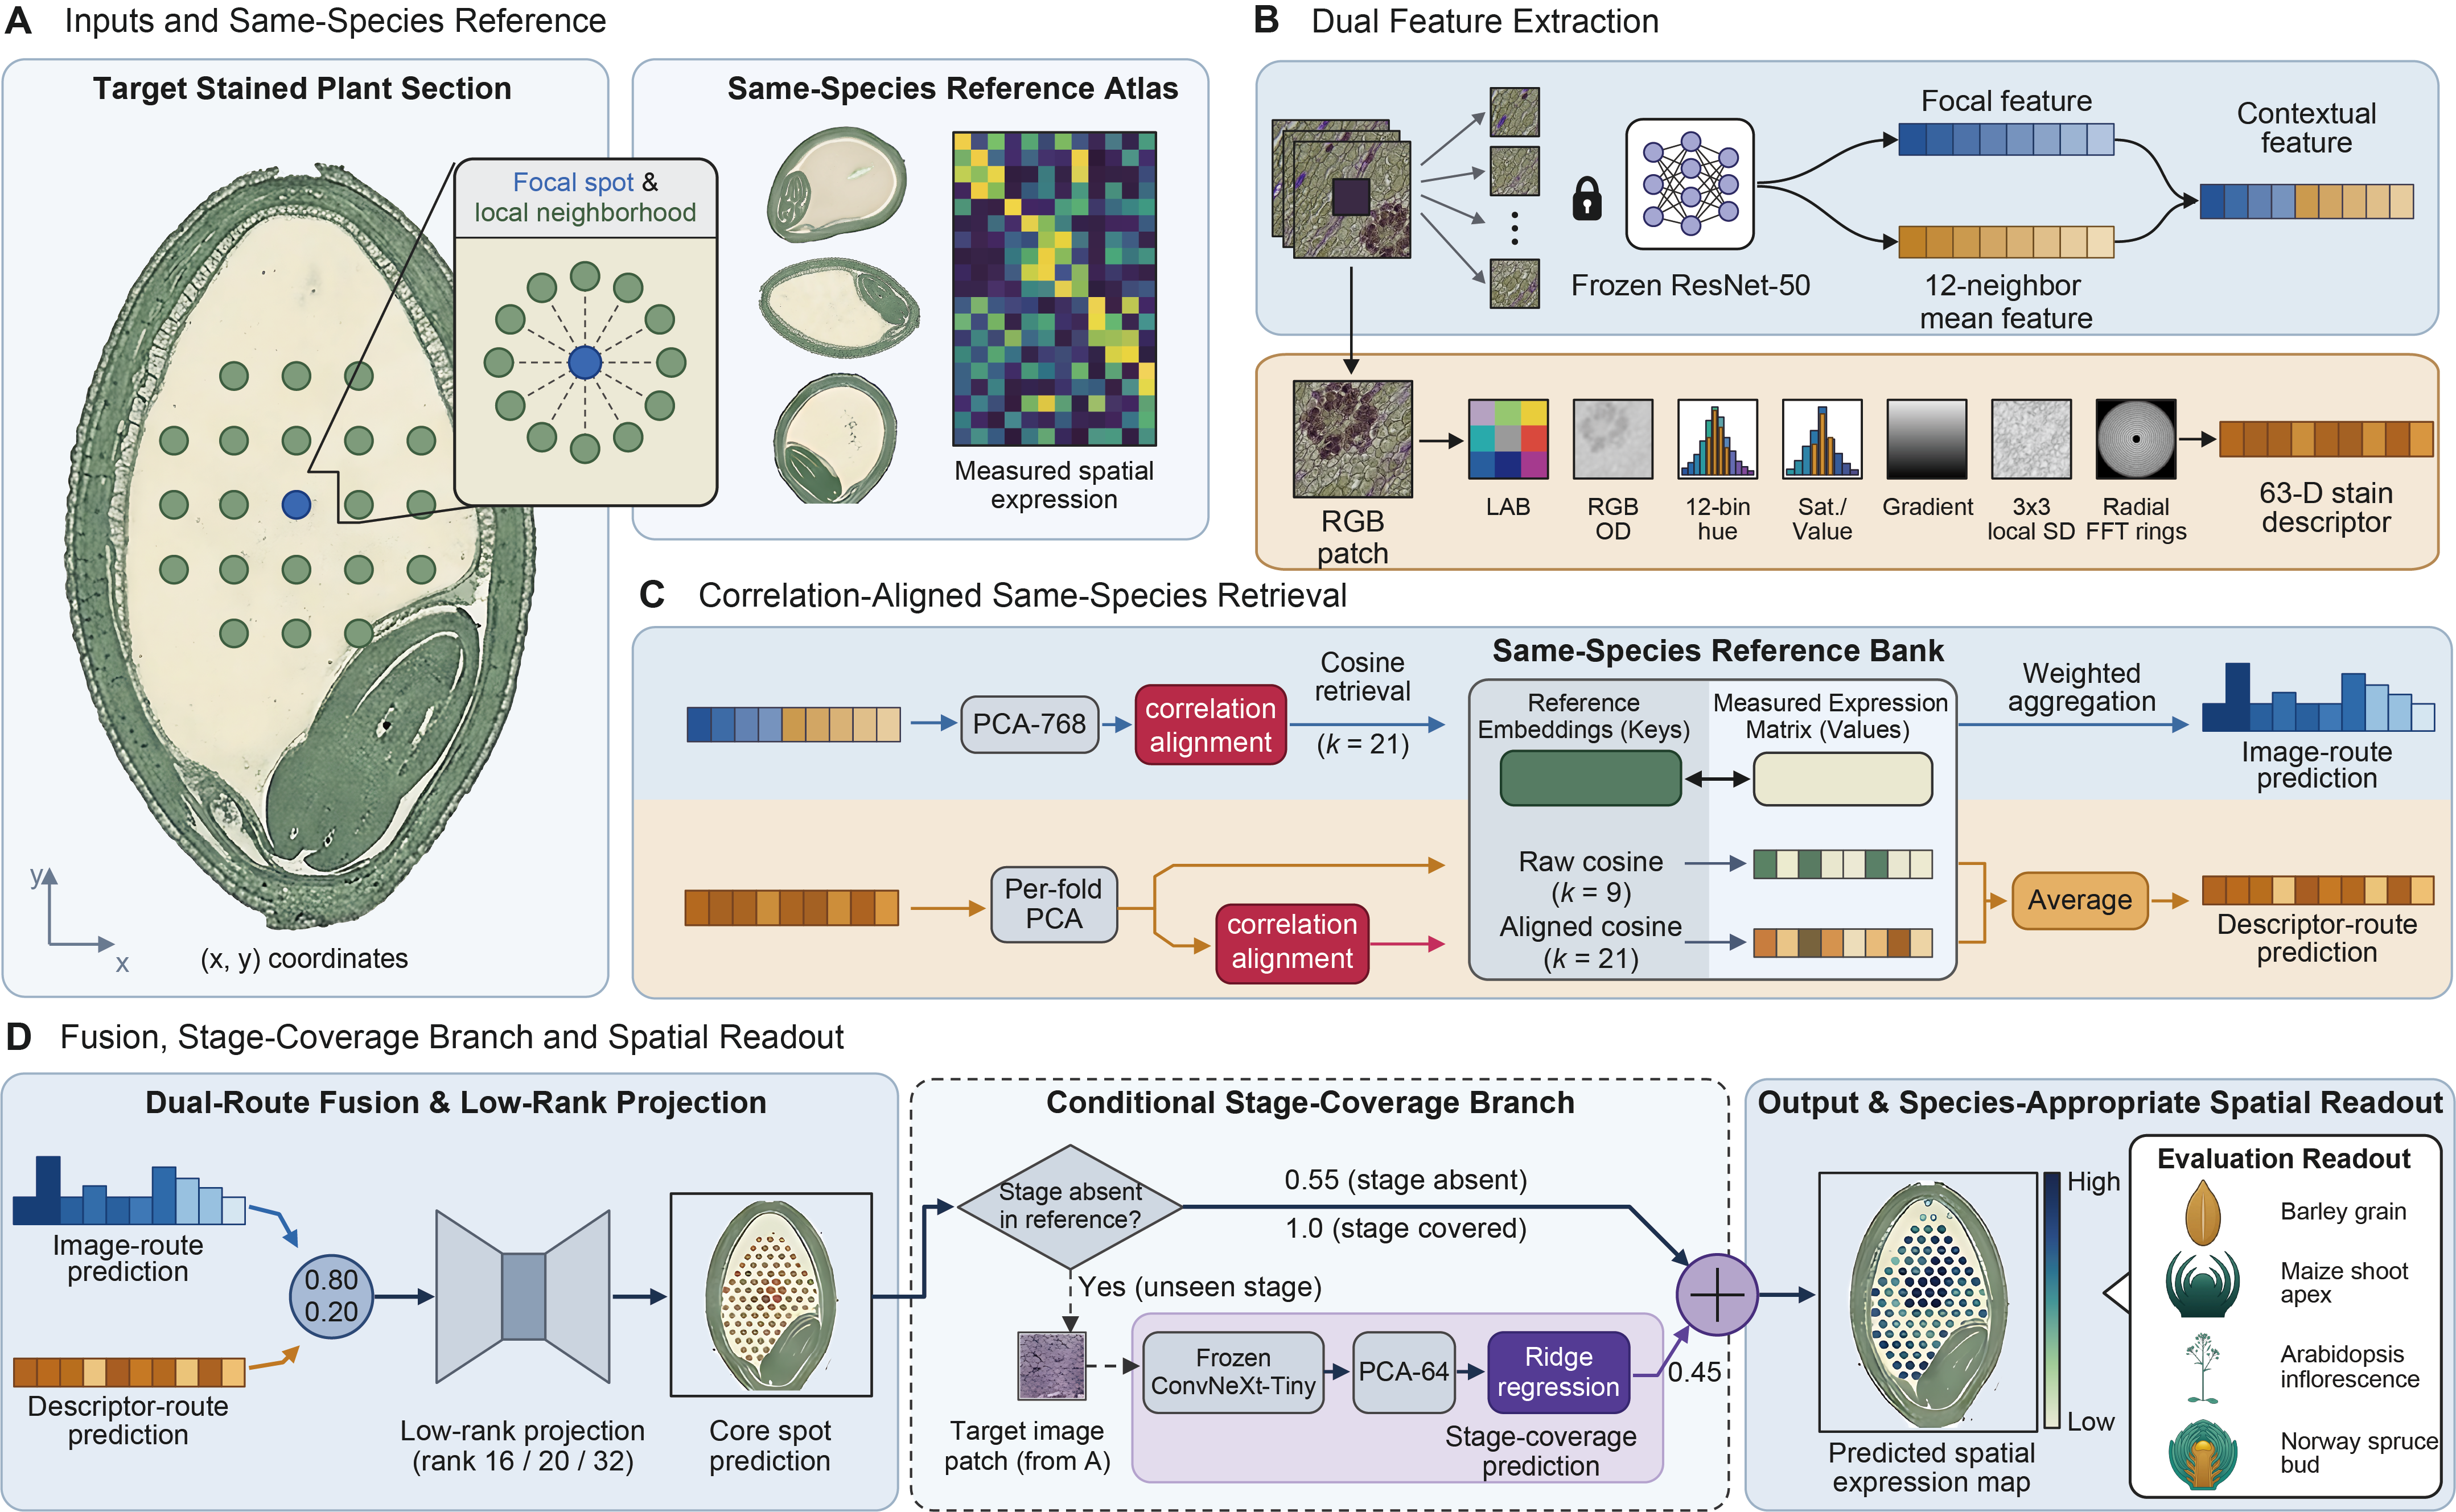 A Inputs and Same-Species Reference
Target Stained Plant Section
Focal spot &
local neighborhood
y
x
(x, y) coordinates
Same-Species Reference Atlas
Measured spatial
expression
B Dual Feature Extraction
Frozen ResNet-50
Focal feature
12-neighbor
mean feature
Contextual
feature
RGB
patch
LAB
RGB
OD
12-bin
hue
Sat./
Value
Gradient
3x3
local SD
Radial
FFT rings
63-D stain
descriptor
C Correlation-Aligned Same-Species Retrieval
PCA-768
correlation
alignment
Cosine
retrieval
(k = 21)
Same-Species Reference Bank
Reference
Embeddings (Keys)
Measured Expression
Matrix (Values)
Weighted
aggregation
Image-route
prediction
Per-fold
PCA
correlation
alignment
Raw cosine
(k = 9)
Aligned cosine
(k = 21)
Average
Descriptor-route
prediction
D Fusion, Stage-Coverage Branch and Spatial Readout
Dual-Route Fusion & Low-Rank Projection
Image-route
prediction
0.80
0.20
Descriptor-route
prediction
Low-rank projection
(rank 16 / 20 / 32)
Core spot
prediction
Conditional Stage-Coverage Branch
Stage absent
in reference?
0.55 (stage absent)
1.0 (stage covered)
Yes (unseen stage)
Target image
patch (from A)
Frozen
ConvNeXt-Tiny
PCA-64
Ridge
regression
0.45
Stage-coverage
prediction
Output & Species-Appropriate Spatial Readout
High
Low
Predicted spatial
expression map
Evaluation Readout
Barley grain
Maize shoot
apex
Arabidopsis
inflorescence
Norway spruce
bud